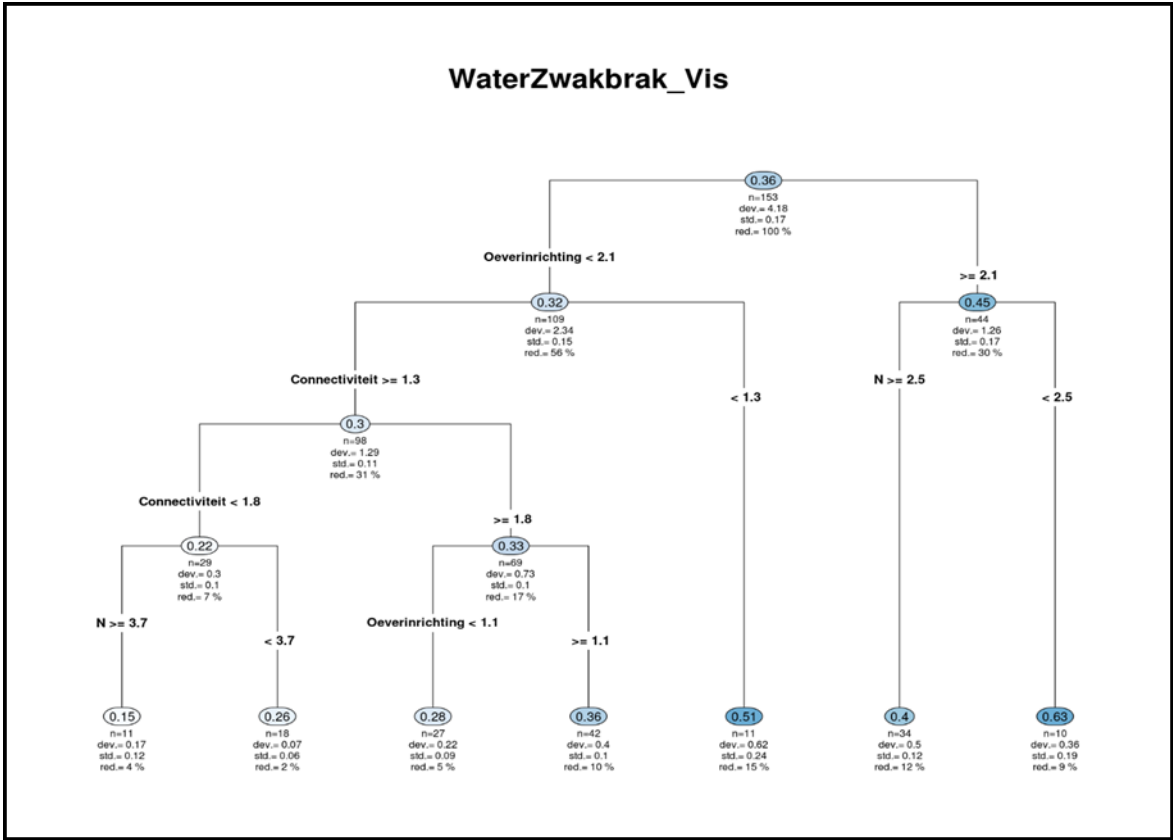 WaterZwakbrak_Vis
0.36
n=153
dev.= 4.18
std.= 0.17
red.= 100 %
Oeverinrichting < 2.1
>= 2.1
0.32
n=109
dev.= 2.34
std.= 0.15
red.= 56 %
0.45
n=44
dev.= 1.26
std.= 0.17
red.= 30 %
Connectiviteit >= 1.3
< 1.3
N >= 2.5
< 2.5
0.3
n=98
dev.= 1.29
std.= 0.11
red.= 31 %
Connectiviteit < 1.8
>= 1.8
0.22
n=29
dev.= 0.3
std.= 0.1
red.= 7 %
0.33
n=69
dev.= 0.73
std.= 0.1
red.= 17 %
N >= 3.7
< 3.7
Oeverinrichting < 1.1
>= 1.1
0.15
n=11
dev.= 0.17
std.= 0.12
red.= 4 %
0.26
n=18
dev.= 0.07
std.= 0.06
red.= 2 %
0.28
n=27
dev.= 0.22
std.= 0.09
red.= 5 %
0.36
n=42
dev.= 0.4
std.= 0.1
red.= 10 %
0.51
n=11
dev.= 0.62
std.= 0.24
red.= 15 %
0.4
n=34
dev.= 0.5
std.= 0.12
red.= 12 %
0.63
n=10
dev.= 0.36
std.= 0.19
red.= 9 %